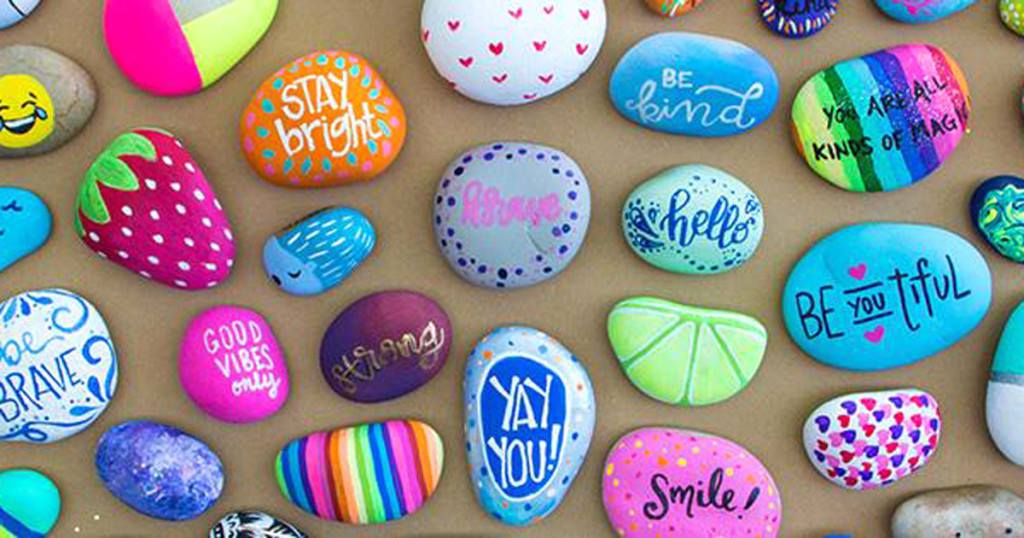 STAY
bright
BE
kind
YOU ARE ALL
KINDS OF MAGIK
brave
hello
BE YOU tiFUL
be
BRAVE
GOOD
VIBES
only
strong
YAY
YOU!
Smile!